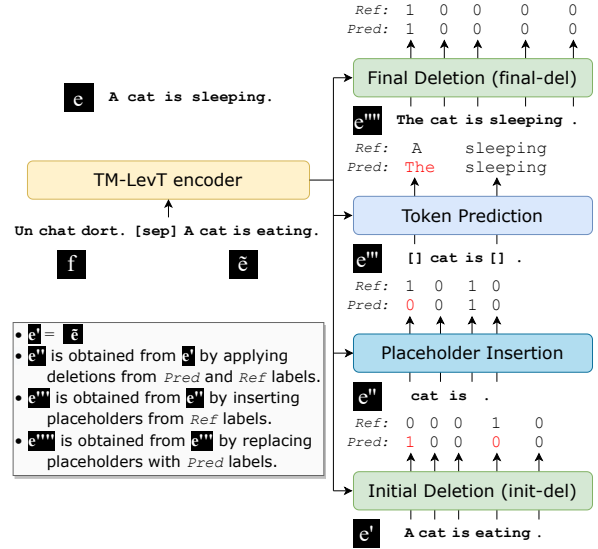 Ref: 1 0 0 0 0
Pred: 1 0 0 0 0
Final Deletion (final-del)
e A cat is sleeping.
e'''' The cat is sleeping .
Ref: A sleeping
Pred: The sleeping
TM-LevT encoder
Token Prediction
Un chat dort. [sep] A cat is eating.
f ẽ
e''' [] cat is [] .
Ref: 1 0 1 0
Pred: 0 0 1 0
Placeholder Insertion
• e' = ẽ
• e'' is obtained from e' by applying
deletions from Pred and Ref labels.
• e''' is obtained from e'' by inserting
placeholders from Ref labels.
• e'''' is obtained from e''' by replacing
placeholders with Pred labels.
e'' cat is .
Ref: 0 0 0 1 0
Pred: 1 0 0 0 0
Initial Deletion (init-del)
e' A cat is eating .